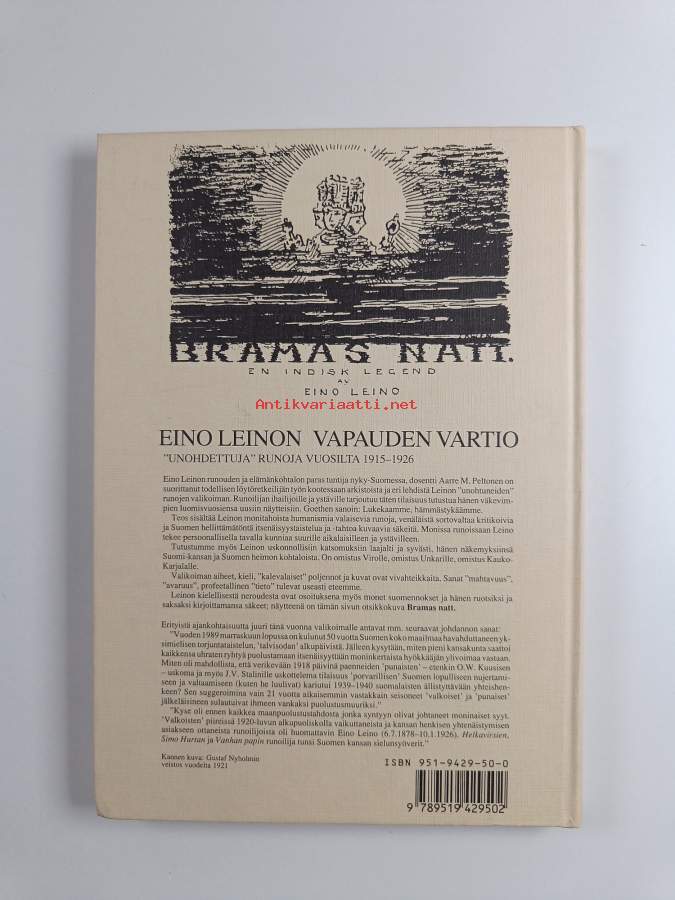 BRAMAS NATT.
EN INDISK LEGEND
AV
EINO LEINO
Antikvariaatti.net
EINO LEINON VAPAUDEN VARTIO
"UNOHDETTUJA" RUNOJA VUOSILTA 1915-1926
Eino Leinon runouden ja elämänkohtalon paras tuntija nyky-Suomessa, dosentti Aarre M. Peltonen on
suorittanut todellisen löytöretkeilijän työn kootessaan arkistoista ja eri lehdistä Leinon "unohtuneiden"
runojen valikoiman. Runoilijan ihailijoille ja ystäville tarjoutuu täten tilaisuus tutustua hänen väkevim-
pien luomisvuosiensa uusiin näytteisiin. Goethen sanoin: Lukekaamme, hämmästykäämme.
Teos sisältää Leinon monitahoista humanismia valaisevia runoja, venäläistä sortovaltaa kritikoivia
ja Suomen hellittämätöntä itsenäisyystaistelua ja -tahtoa kuvaavia säkeitä. Monissa runoissaan Leino
tekee persoonallisella tavalla kunniaa suurille aikalaisilleen ja ystävilleen.
Tutustumme myös Leinon uskonnollisiin katsomuksiin laajalti ja syvästi, hänen näkemyksiinsä
Suomi-kansan ja Suomen heimon kohtaloista. On omistus Virolle, omistus Unkarille, omistus Kauko-
Karjalalle.
Valikoiman aiheet, kieli, "kalevalaiset" poljennot ja kuvat ovat vivahteikkaita. Sanat "mahtavuus",
"avaruus", profeetallinen "tieto" tulevat useasti eteemme.
Leinon kielellisestä neroudesta ovat osoituksena myös monet suomennokset ja hänen ruotsiksi ja
saksaksi kirjoittamansa säkeet; näytteenä on tämän sivun otsikkokuva Bramas natt.
Erityistä ajankohtaisuutta juuri tänä vuonna valikoimalle antavat mm. seuraavat johdannon sanat:
"Vuoden 1989 marraskuun lopussa on kulunut 50 vuotta Suomen koko maailmaa havahduttaneen yk-
simielisen torjuntataistelun, 'talvisodan' alkupäivistä. Jälleen kysytään, miten pieni kansakunta saattoi
kaikkensa uhraten ryhtyä puolustamaan itsenäisyyttään moninkertaista hyökkääjän ylivoimaa vastaan.
Miten oli mahdollista, että verikevään 1918 päivinä paenneiden 'punaisten' – etenkin O.W. Kuusisen
– uskoma ja myös J.V. Stalinille uskottelema tilaisuus 'porvarillisen' Suomen lopulliseen nujertami-
seen ja valtaamiseen (kuten he luulivat) kariutui 1939–1940 suomalaisten ällistyttävään yhteishen-
keen? Sen suggeroimina vain 21 vuotta aikaisemmin vastakkain seisoneet 'valkoiset' ja 'punaiset'
jälkeläisineen sulautuivat ihmeen vankaksi puolustusmuuriksi."
"Kyse oli ennen kaikkea maanpuolustustahdosta jonka syntyyn olivat johtaneet moninaiset syyt.
'Valkoisten' piireissä 1920-luvun alkupuoliskolla vaikuttaneista ja kansan henkisen yhtenäistymisen
asiakseen ottaneista runoilijoista oli huomattavin Eino Leino (6.7.1878–10.1.1926). Helkavirsien,
Simo Hurtan ja Vanhan papin runoilija tunsi Suomen kansan sielunsyöverit."
Kannen kuva: Gustaf Nyholmin
veistos vuodelta 1921
ISBN 951-9429-50-0
9 789519 429502